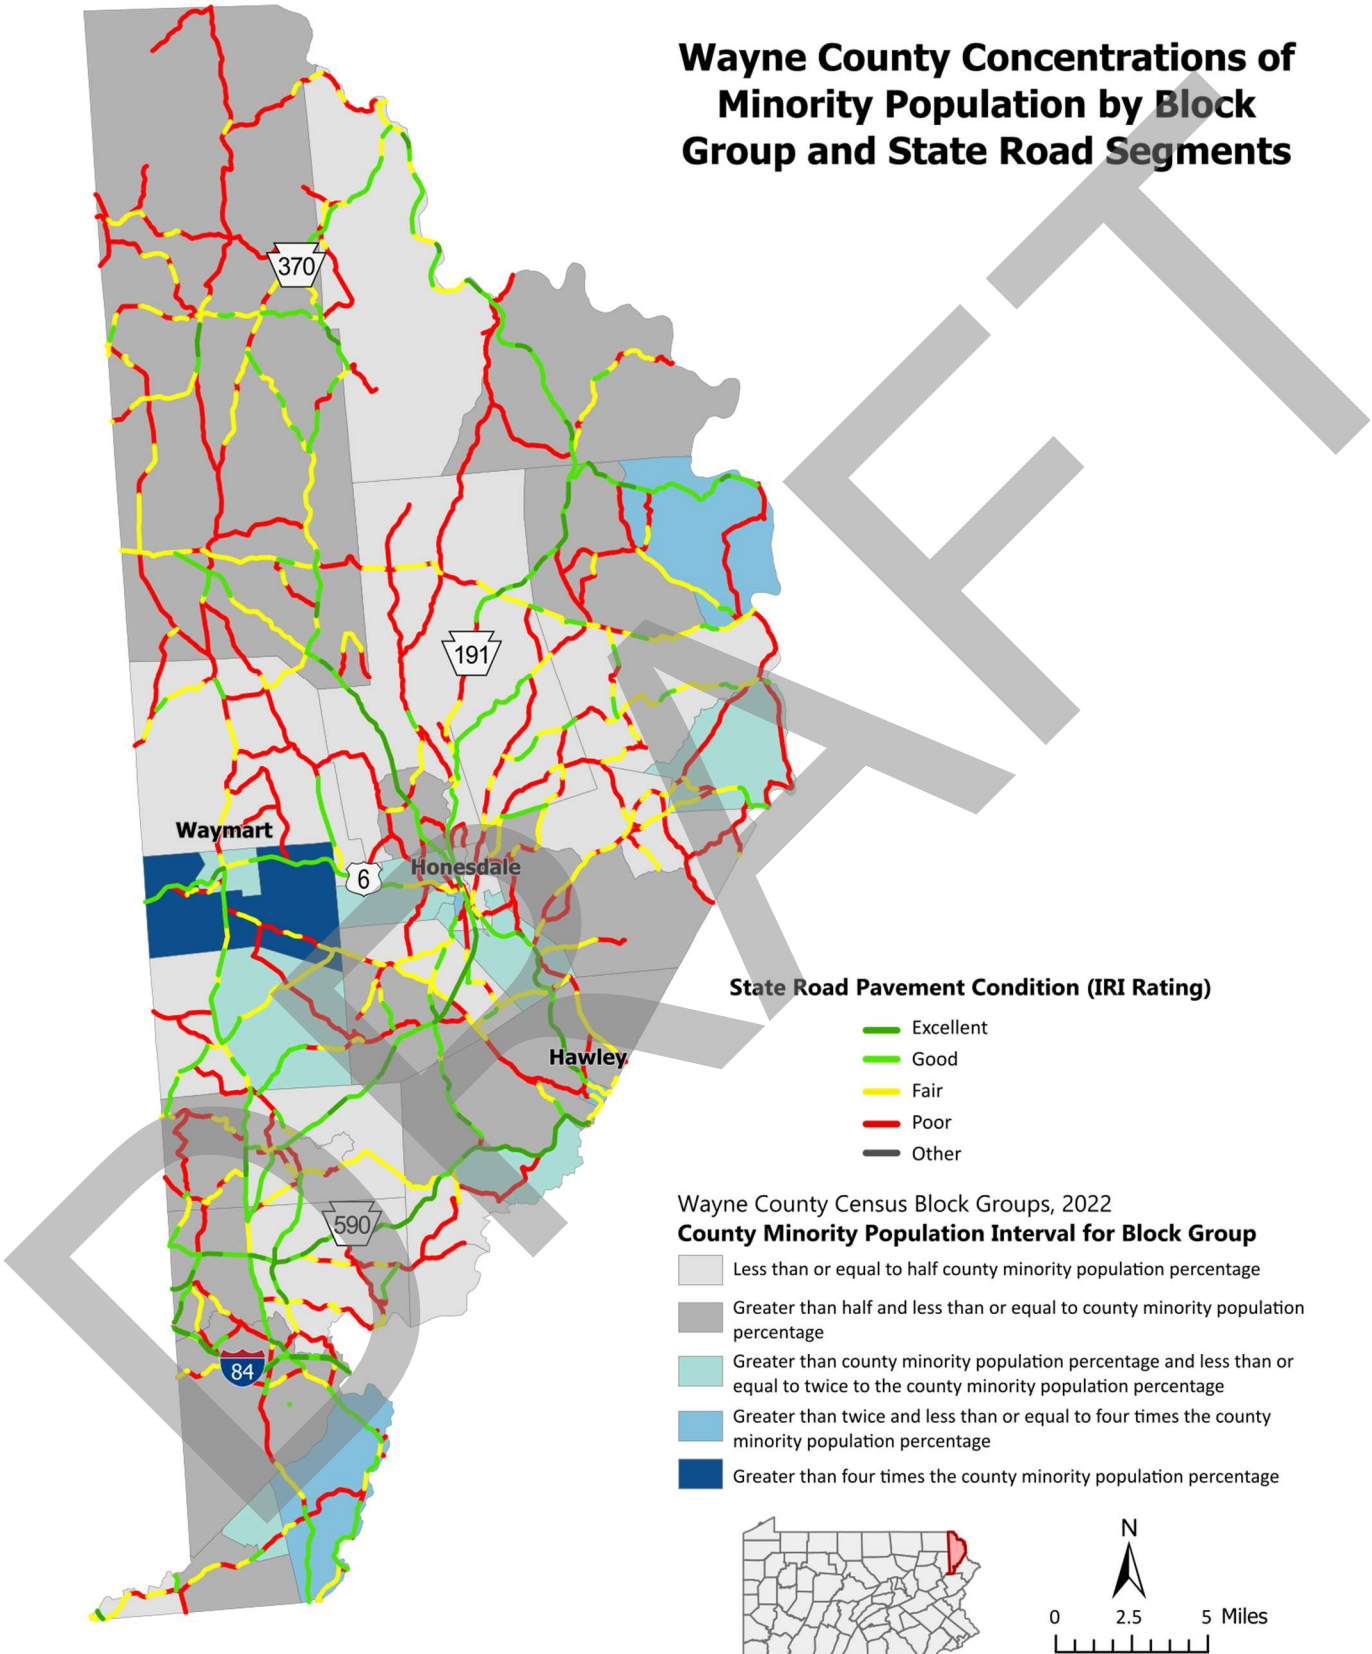 Wayne County Concentrations of
Minority Population by Block
Group and State Road Segments
370
191
Waymart
6
Honesdale
State Road Pavement Condition (IRI Rating)
Excellent
Good
Fair
Poor
Other
Hawley
590
84
Wayne County Census Block Groups, 2022
County Minority Population Interval for Block Group
Less than or equal to half county minority population percentage
Greater than half and less than or equal to county minority population
percentage
Greater than county minority population percentage and less than or
equal to twice to the county minority population percentage
Greater than twice and less than or equal to four times the county
minority population percentage
Greater than four times the county minority population percentage
N
0 2.5 5 Miles
DRAFT